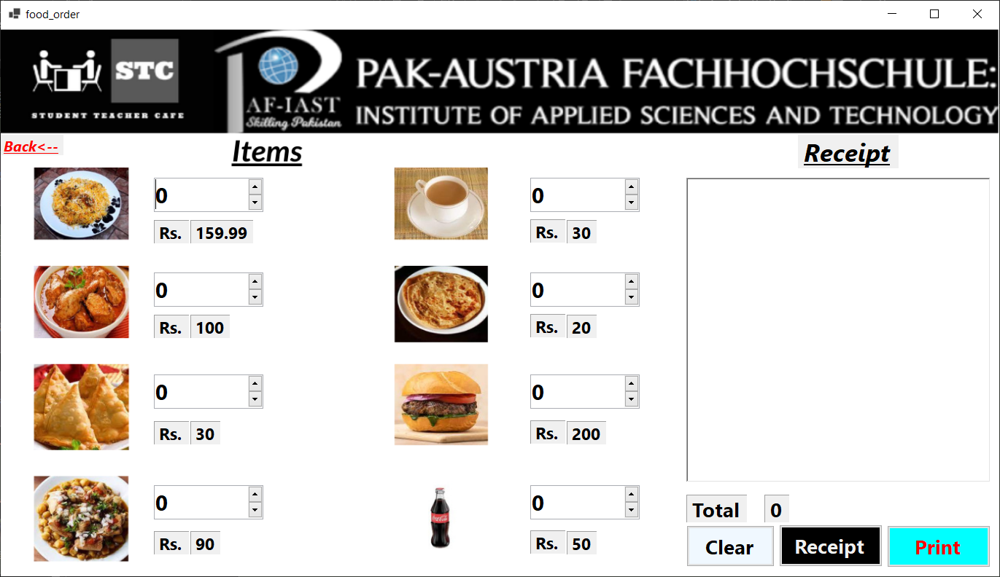 food_order
STC
STUDENT TEACHER CAFE
AF-IAST
Skilling Pakistan
PAK-AUSTRIA FACHHOCHSCHULE:
INSTITUTE OF APPLIED SCIENCES AND TECHNOLOGY
Back<--
Items
Receipt
0
Rs. 159.99
0
Rs. 30
0
Rs. 100
0
Rs. 20
0
Rs. 30
0
Rs. 200
0
Rs. 90
0
Rs. 50
Coca-Cola
Total 0
Clear
Receipt
Print